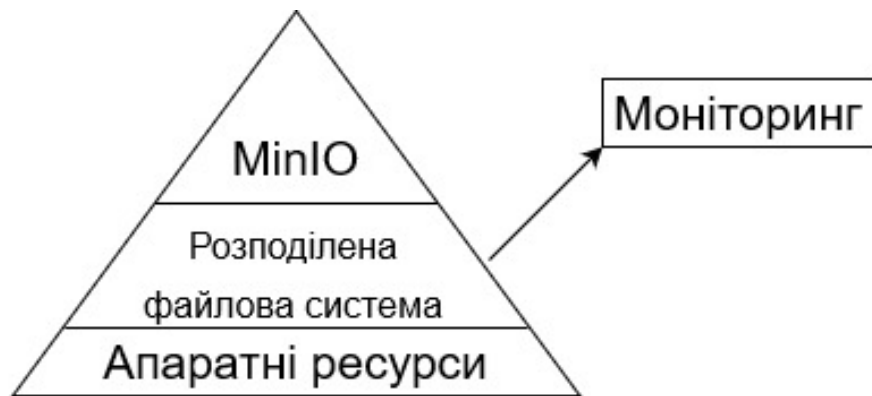 MinIO
Розподілена
файлова система
Апаратні ресурси
Моніторинг